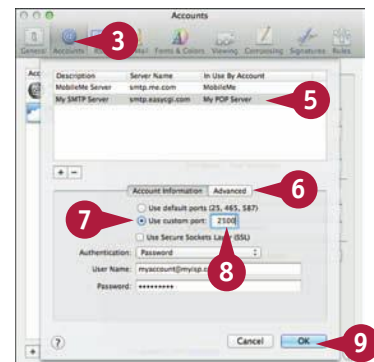 Accounts
3
General Accounts Mail Fonts & Colors Viewing Composing Signatures Rules
Description Server Name In Use By Account
MobileMe Server smtp.me.com MobileMe
My SMTP Server smtp.easycgi.com My POP Server
5
+ −
Account Information Advanced
6
Use default ports (25, 465, 587)
7
Use custom port: 2500
Use Secure Sockets Layer (SSL)
8
Authentication: Password
User Name: myaccount@myisp.c
Password: •••••••••
? Cancel OK
9
+